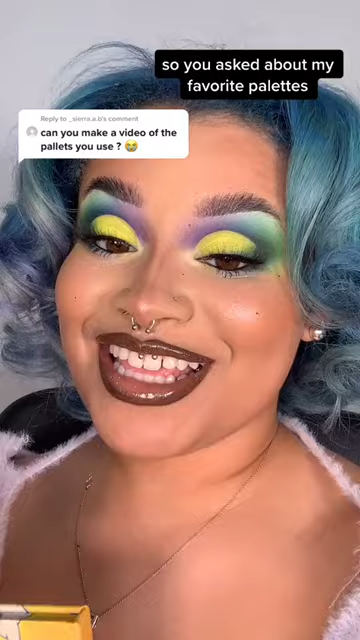 so you asked about my
favorite palettes
Reply to _sierra.a.b's comment
can you make a video of the
pallets you use ? 😭